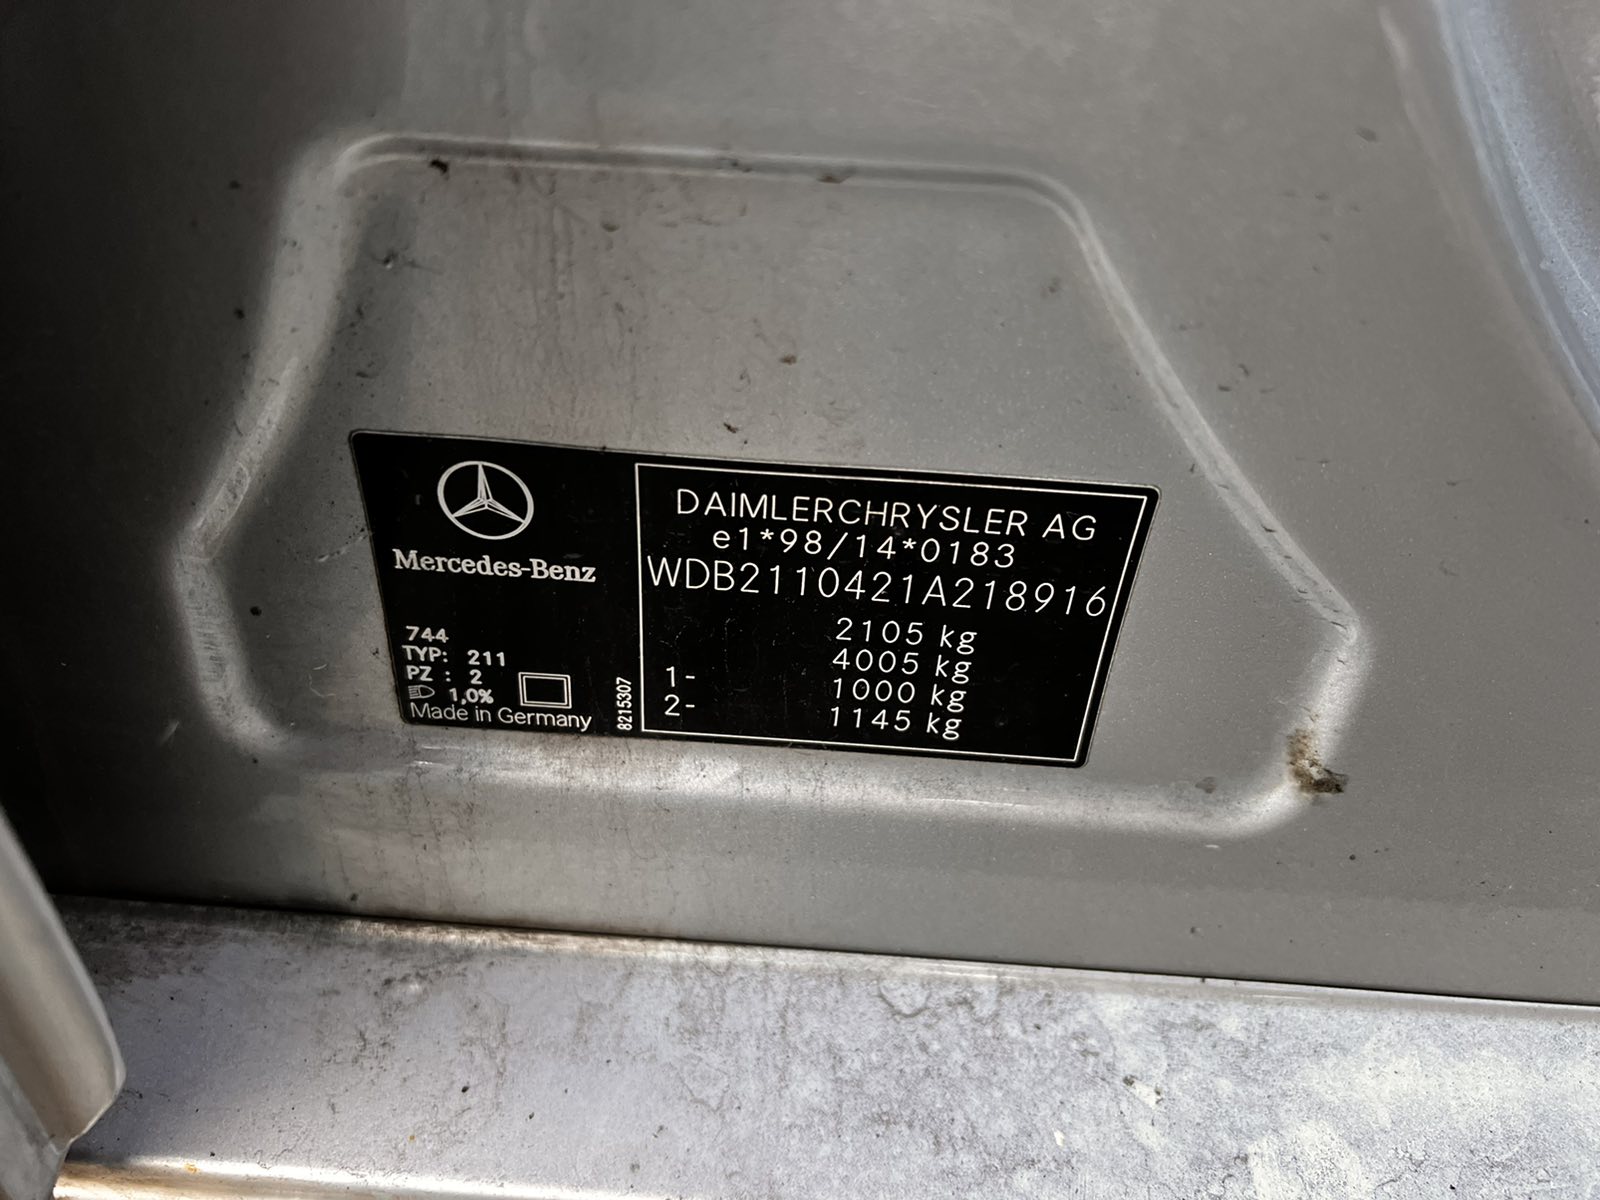 Mercedes-Benz
744
TYP: 211
PZ : 2
1,0%
Made in Germany
8215307
DAIMLERCHRYSLER AG
e1*98/14*0183
WDB2110421A218916
2105 kg
4005 kg
1- 1000 kg
2- 1145 kg